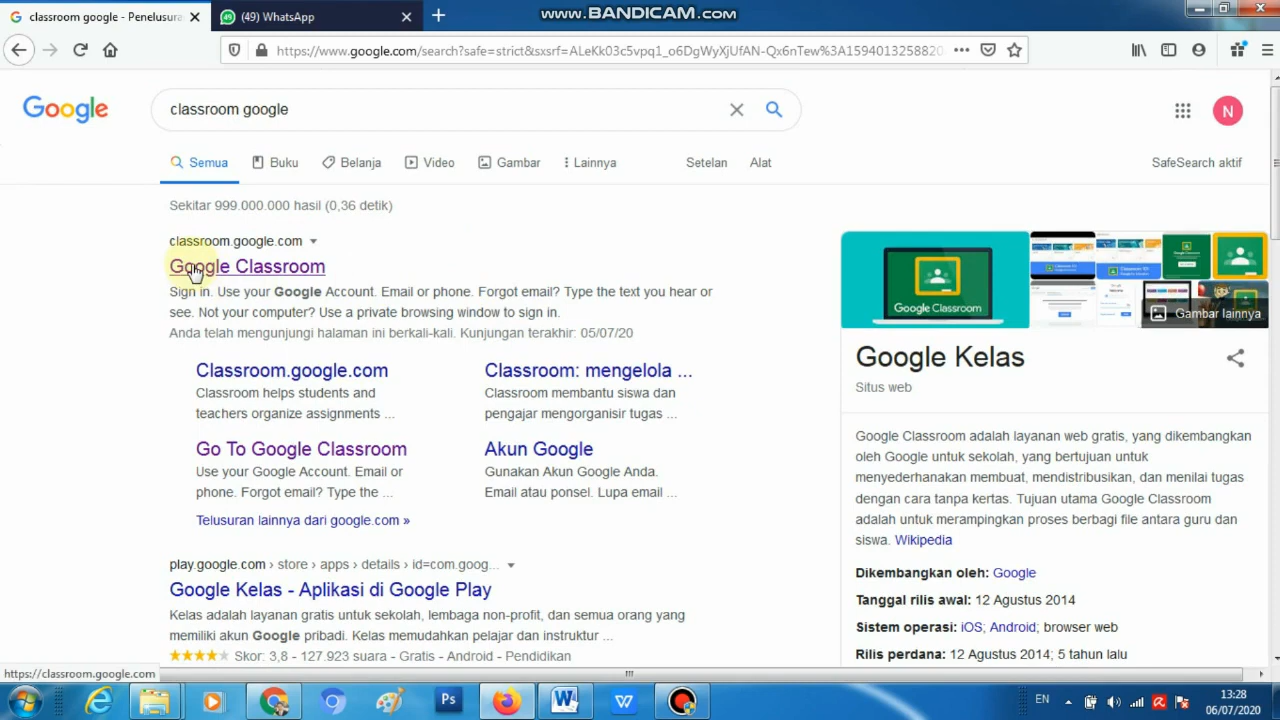 classroom google - Penelusura
(49) WhatsApp
www.BANDICAM.com
https://www.google.com/search?safe=strict&sxsrf=ALeKk03c5vpq1_o6DgWyXjUfAN-Qx6nTew%3A1594013258820
Google
classroom google
N
Semua
Buku
Belanja
Video
Gambar
Lainnya
Setelan
Alat
SafeSearch aktif
Sekitar 999.000.000 hasil (0,36 detik)
classroom.google.com
Google Classroom
Sign in. Use your Google Account. Email or phone. Forgot email? Type the text you hear or
see. Not your computer? Use a private browsing window to sign in.
Anda telah mengunjungi halaman ini berkali-kali. Kunjungan terakhir: 05/07/20
Classroom.google.com
Classroom helps students and
teachers organize assignments ...
Classroom: mengelola ...
Classroom membantu siswa dan
pengajar mengorganisir tugas ...
Go To Google Classroom
Use your Google Account. Email or
phone. Forgot email? Type the ...
Akun Google
Gunakan Akun Google Anda.
Email atau ponsel. Lupa email ...
Telusuran lainnya dari google.com »
play.google.com › store › apps › details › id=com.goog...
Google Kelas - Aplikasi di Google Play
Kelas adalah layanan gratis untuk sekolah, lembaga non-profit, dan semua orang yang
memiliki akun Google pribadi. Kelas memudahkan pelajar dan instruktur ...
Skor: 3,8 - 127.923 suara - Gratis - Android - Pendidikan
Google Classroom
Gambar lainnya
Google Kelas
Situs web
Google Classroom adalah layanan web gratis, yang dikembangkan
oleh Google untuk sekolah, yang bertujuan untuk
menyederhanakan membuat, mendistribusikan, dan menilai tugas
dengan cara tanpa kertas. Tujuan utama Google Classroom
adalah untuk merampingkan proses berbagi file antara guru dan
siswa. Wikipedia
Dikembangkan oleh: Google
Tanggal rilis awal: 12 Agustus 2014
Sistem operasi: iOS; Android; browser web
Rilis perdana: 12 Agustus 2014; 5 tahun lalu
https://classroom.google.com
Ps
EN
13:28
06/07/2020